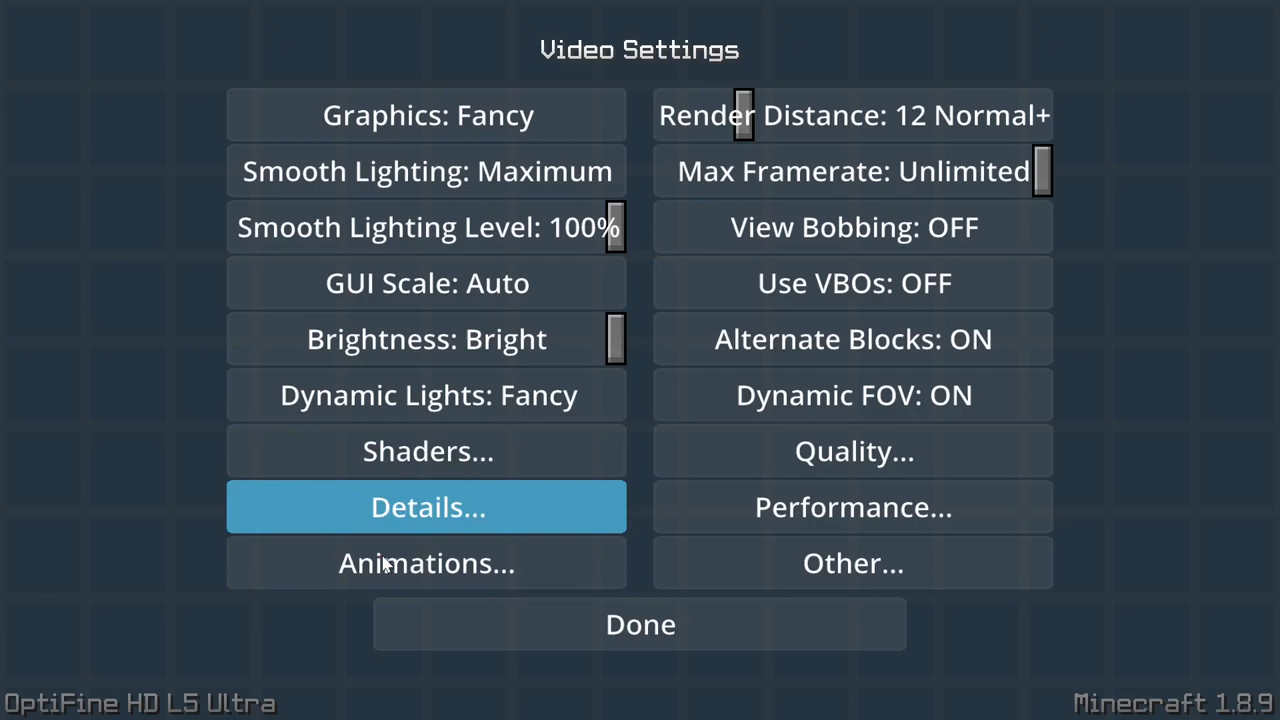 Video Settings
Graphics: Fancy
Render Distance: 12 Normal+
Smooth Lighting: Maximum
Max Framerate: Unlimited
Smooth Lighting Level: 100%
View Bobbing: OFF
GUI Scale: Auto
Use VBOs: OFF
Brightness: Bright
Alternate Blocks: ON
Dynamic Lights: Fancy
Dynamic FOV: ON
Shaders...
Quality...
Details...
Performance...
Animations...
Other...
Done
OptiFine HD L5 Ultra
Minecraft 1.8.9